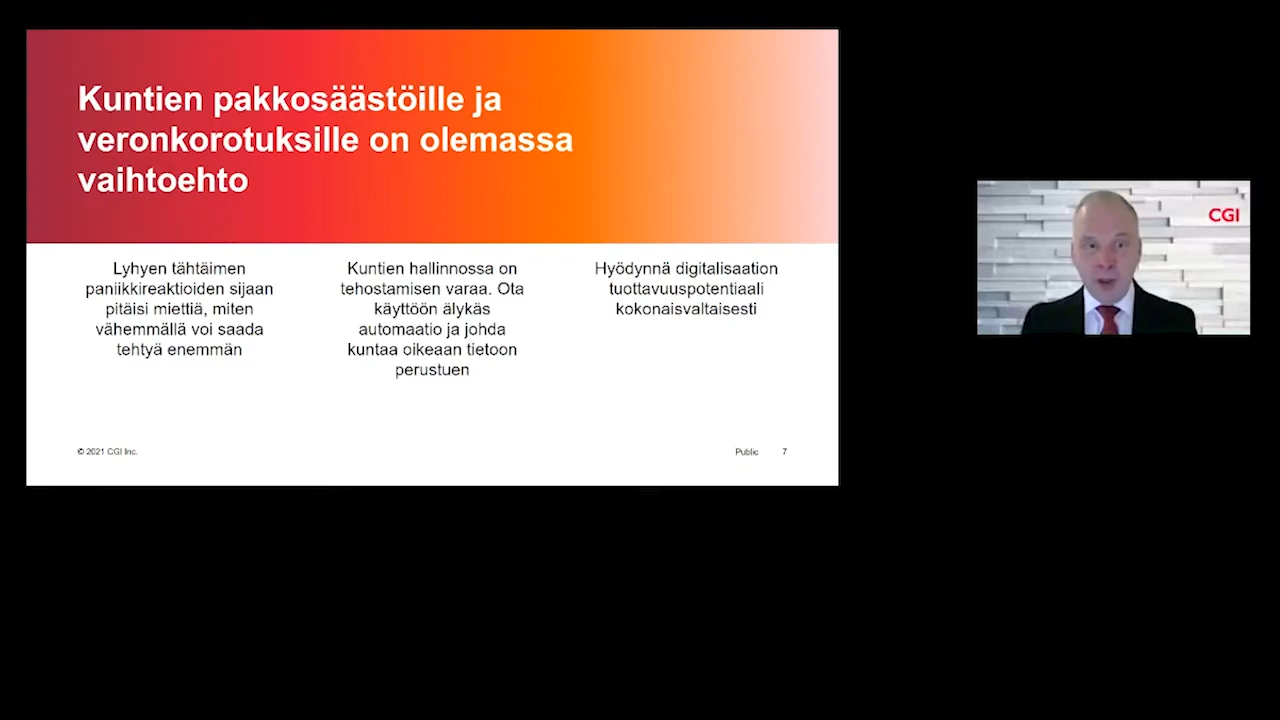 Kuntien pakkosäästöille ja
veronkorotuksille on olemassa
vaihtoehto
Lyhyen tähtäimen
paniikkireaktioiden sijaan
pitäisi miettiä, miten
vähemmällä voi saada
tehtyä enemmän
Kuntien hallinnossa on
tehostamisen varaa. Ota
käyttöön älykäs
automaatio ja johda
kuntaa oikeaan tietoon
perustuen
Hyödynnä digitalisaation
tuottavuuspotentiaali
kokonaisvaltaisesti
© 2021 CGI Inc.
Public 7
CGI